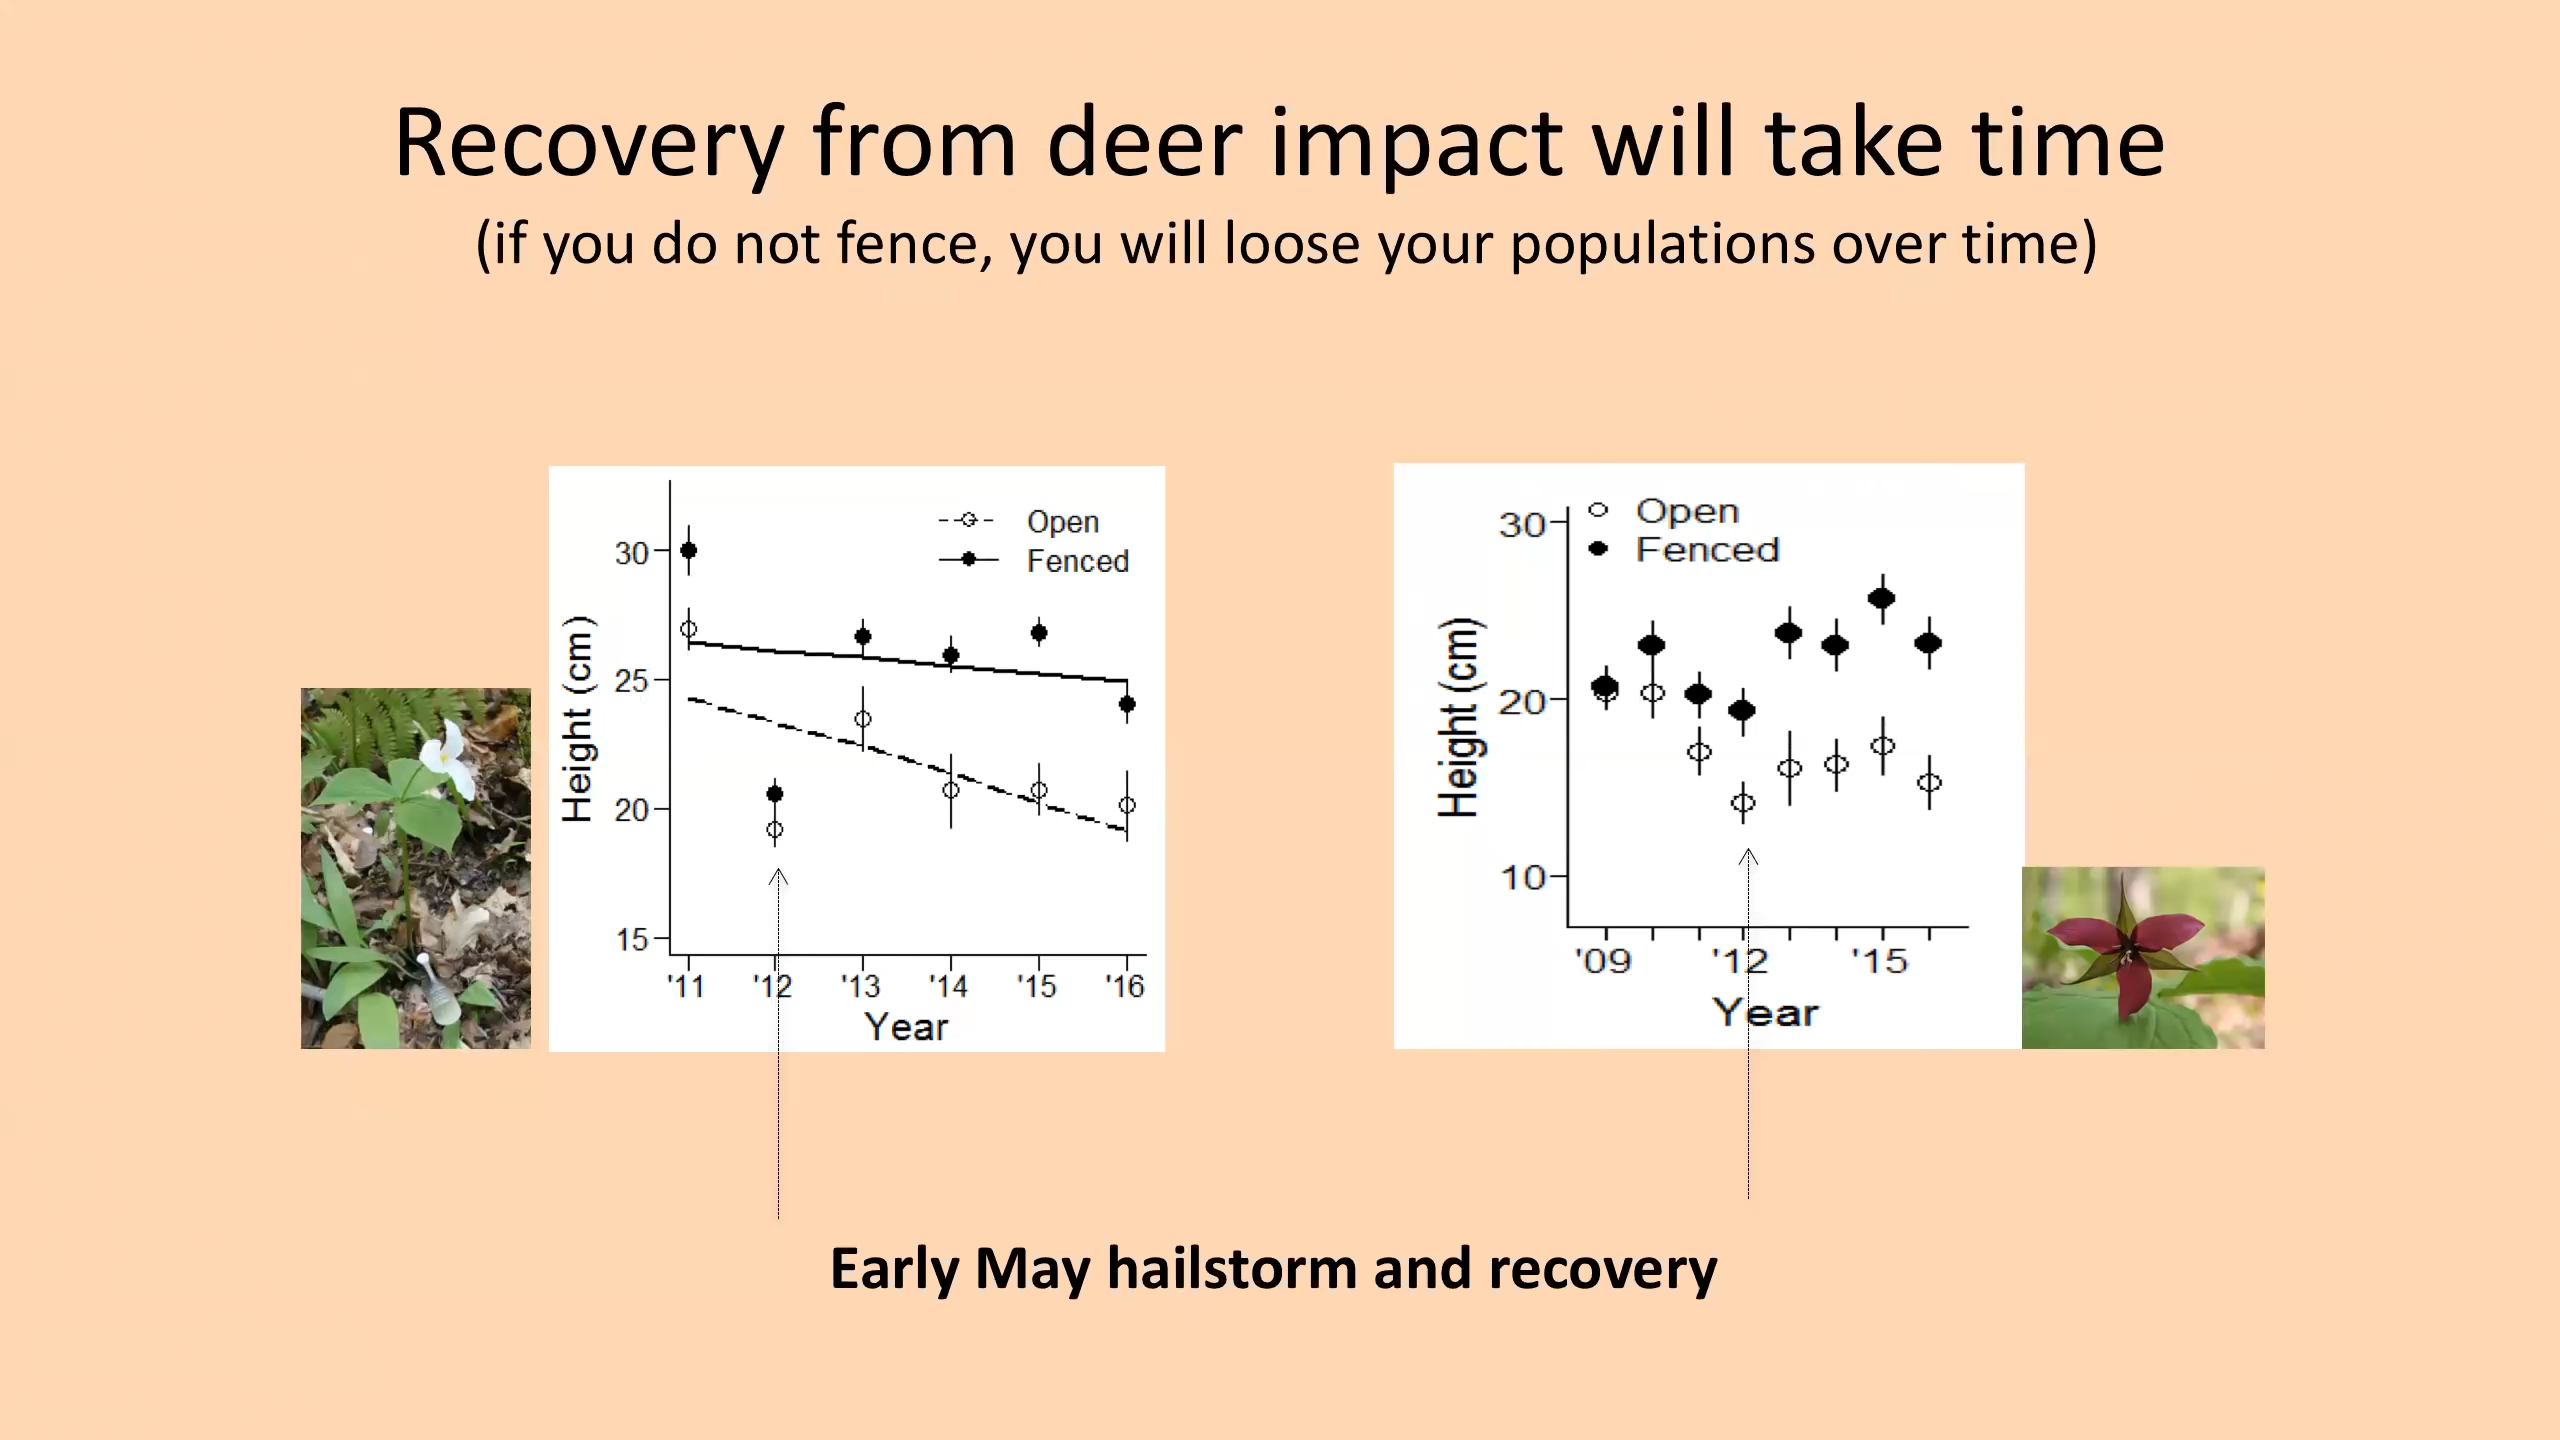 Recovery from deer impact will take time
(if you do not fence, you will loose your populations over time)
Open
Fenced
30
25
20
15
Height (cm)
'11 '12 '13 '14 '15 '16
Year
Open
Fenced
30
20
10
Height (cm)
'09 '12 '15
Year
Early May hailstorm and recovery